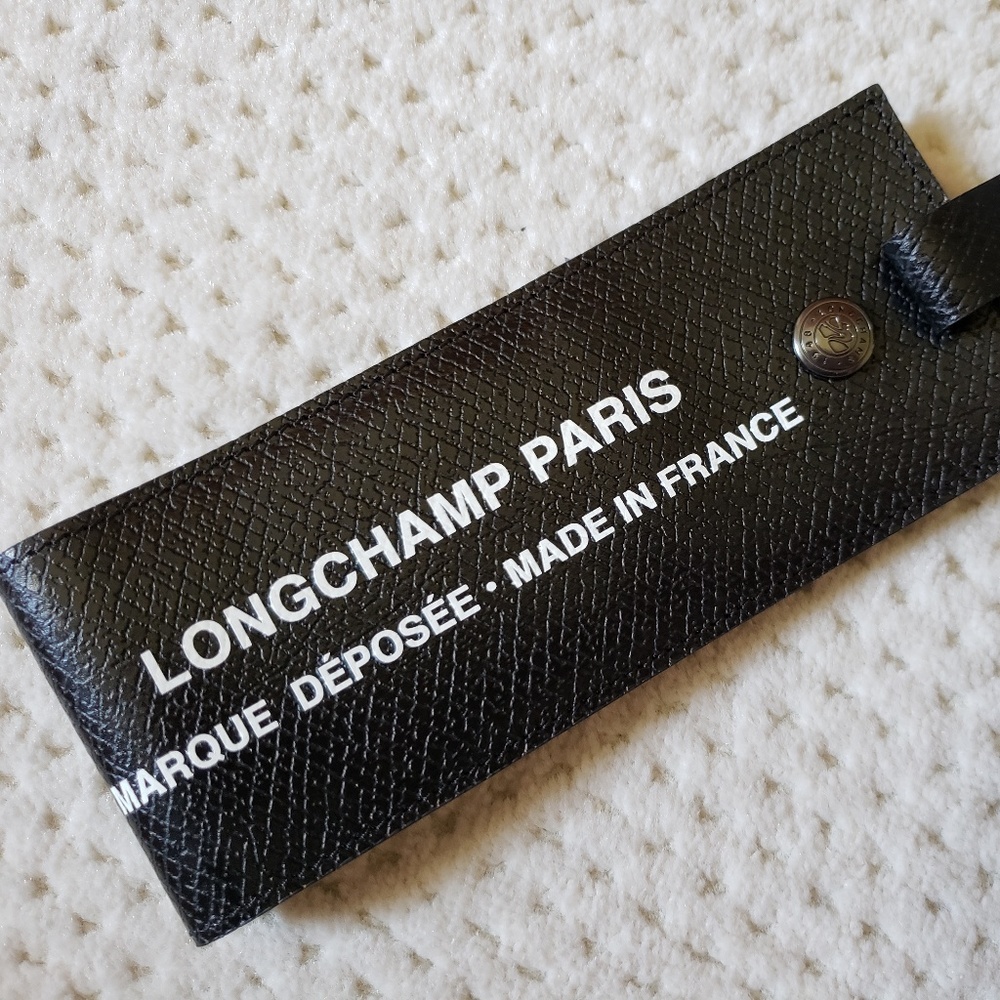 LONGCHAMP PARIS
MARQUE DÉPOSÉE · MADE IN FRANCE